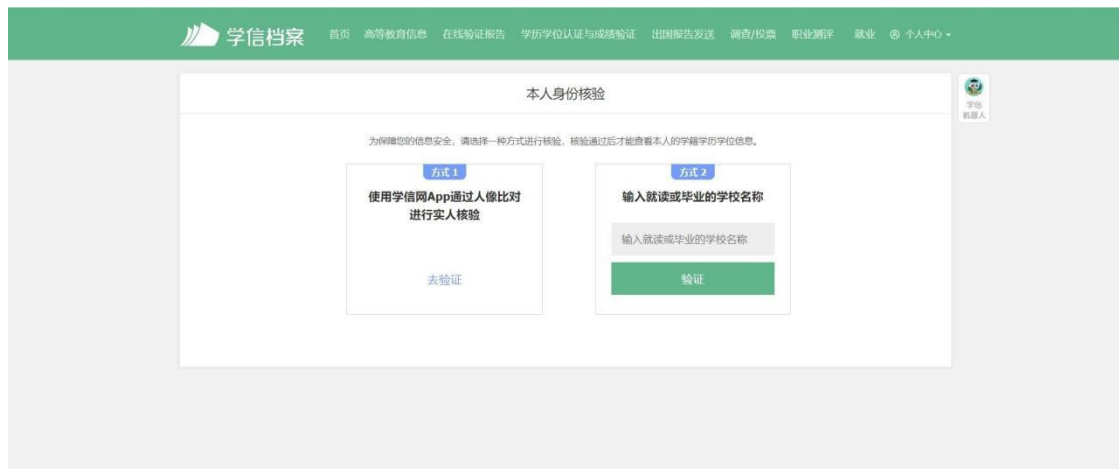 学信档案
首页 高等教育信息 在线验证报告 学历学位认证与成绩验证 出国报告发送 调查/投票 职业测评 就业 个人中心
本人身份核验
学信
机器人
为保障您的信息安全，请选择一种方式进行核验，核验通过后才能查看本人的学籍学历学位信息。
方式 1
使用学信网App通过人像比对
进行实人核验
去验证
方式 2
输入就读或毕业的学校名称
输入就读或毕业的学校名称
验证